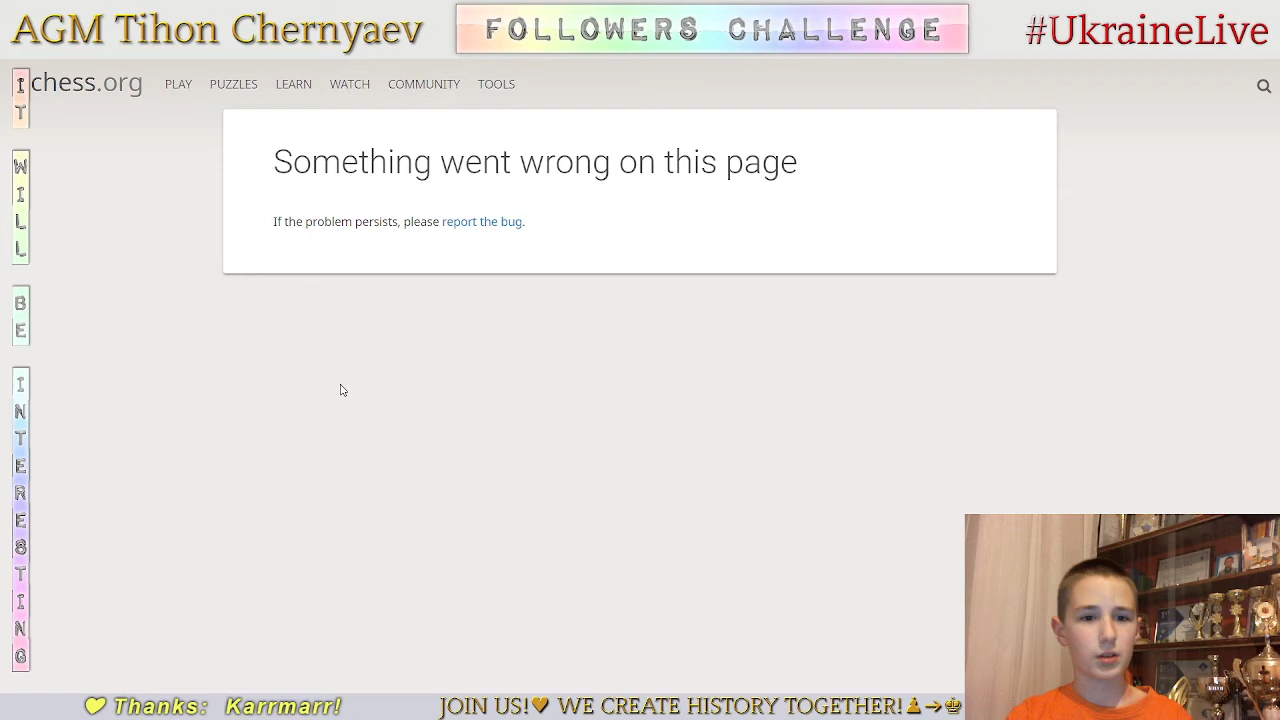 AGM Tihon Chernyaev
FOLLOWERS CHALLENGE
#UkraineLive
chess.org
PLAY PUZZLES LEARN WATCH COMMUNITY TOOLS
Something went wrong on this page
If the problem persists, please report the bug.
IT WILL BE INTERESTING
Thanks: Karrmarr!
JOIN US! WE CREATE HISTORY TOGETHER!